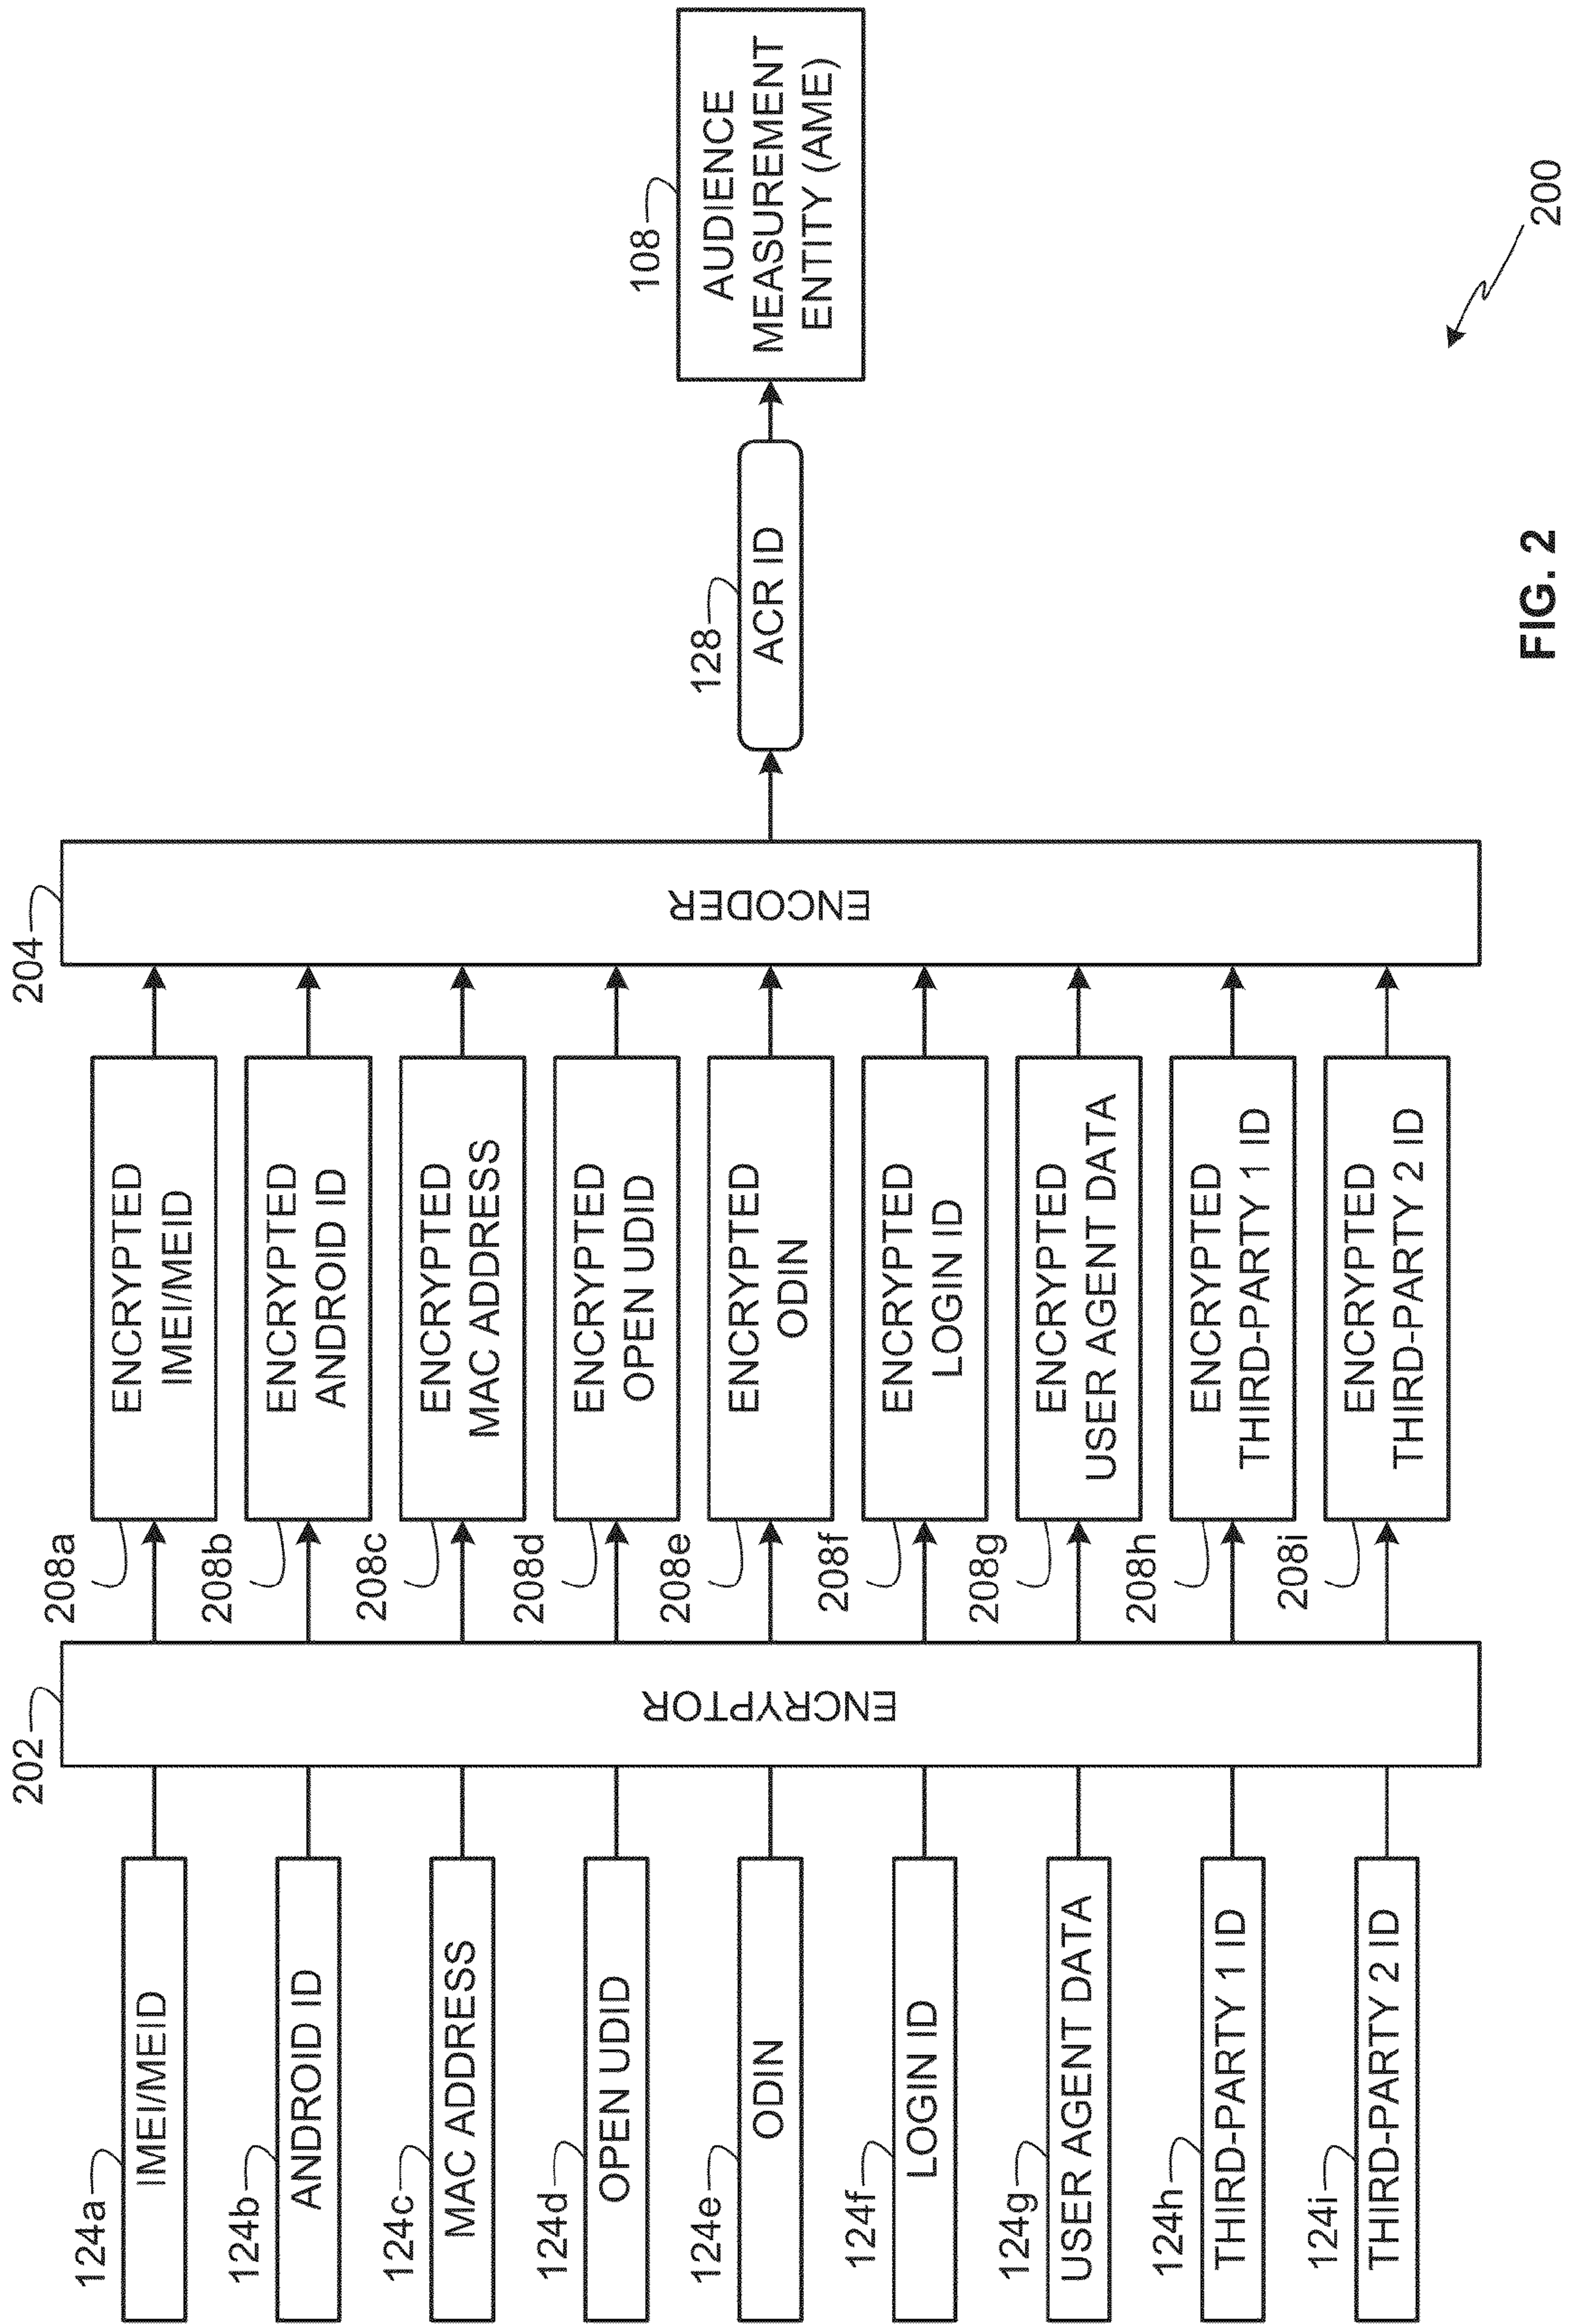 124a
IMEI/MEID
124b
ANDROID ID
124c
MAC ADDRESS
124d
OPEN UDID
124e
ODIN
124f
LOGIN ID
124g
USER AGENT DATA
124h
THIRD-PARTY 1 ID
124i
THIRD-PARTY 2 ID
202
ENCRYPTOR
208a
ENCRYPTED
IMEI/MEID
208b
ENCRYPTED
ANDROID ID
208c
ENCRYPTED
MAC ADDRESS
208d
ENCRYPTED
OPEN UDID
208e
ENCRYPTED
ODIN
208f
ENCRYPTED
LOGIN ID
208g
ENCRYPTED
USER AGENT DATA
208h
ENCRYPTED
THIRD-PARTY 1 ID
208i
ENCRYPTED
THIRD-PARTY 2 ID
204
ENCODER
128
ACR ID
108
AUDIENCE
MEASUREMENT
ENTITY (AME)
200
FIG. 2